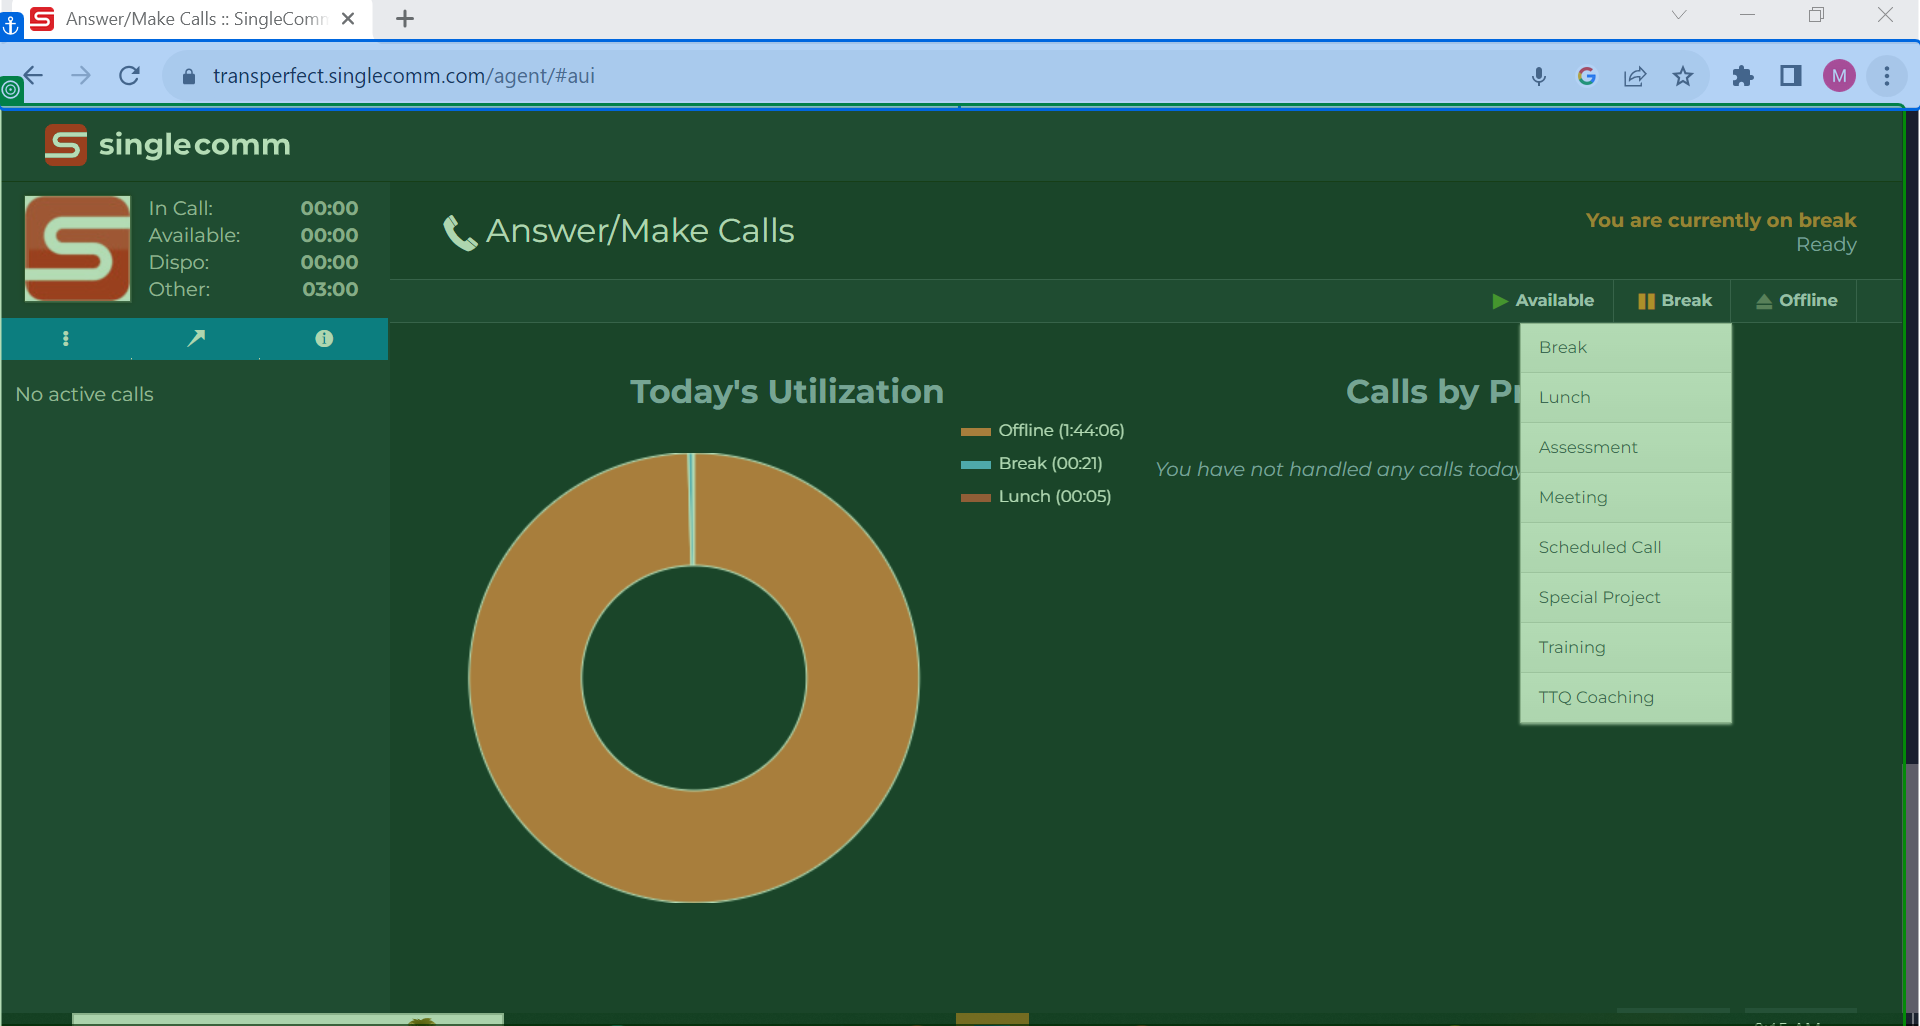 Answer/Make Calls :: SingleComm
transperfect.singlecomm.com/agent/#aui
M
singlecomm
In Call: 00:00
Available: 00:00
Dispo: 00:00
Other: 03:00
Answer/Make Calls
You are currently on break
Ready
Available
Break
Offline
No active calls
Today's Utilization
Offline (1:44:06)
Break (00:21)
Lunch (00:05)
Calls by
You have not handled any calls today
Break
Lunch
Assessment
Meeting
Scheduled Call
Special Project
Training
TTQ Coaching